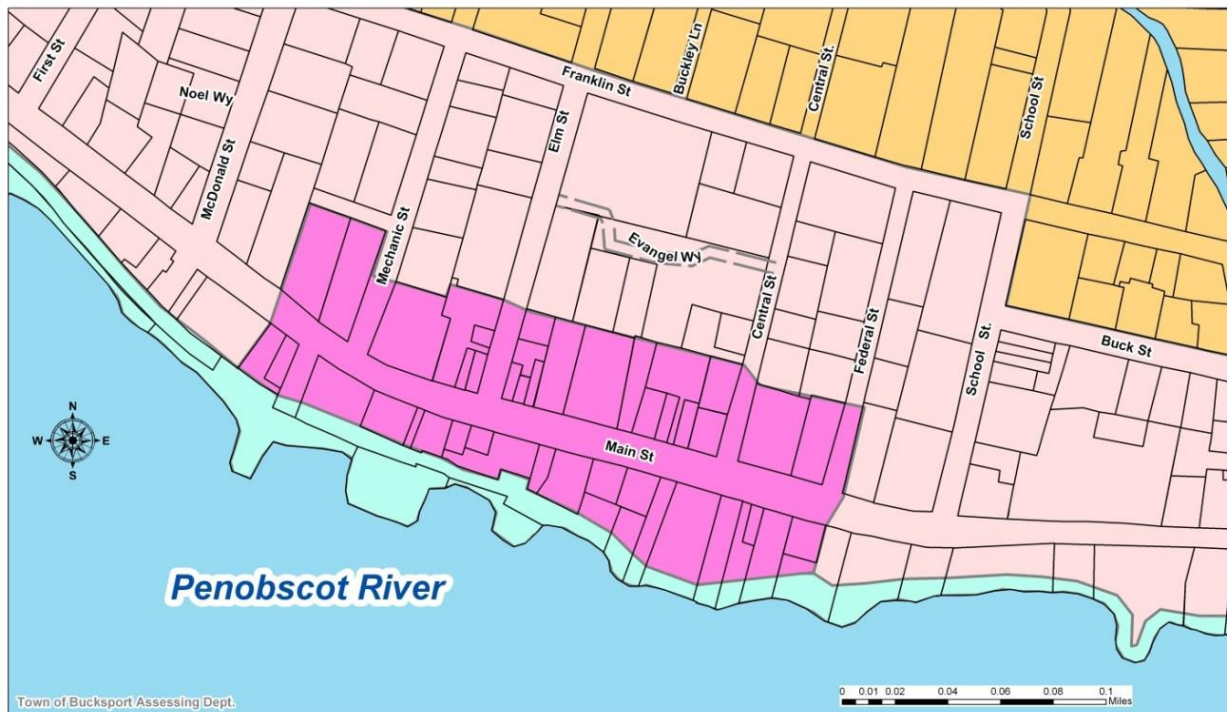 First St
Noel Wy
McDonald St
Mechanic St
Elm St
Franklin St
Buckley Ln
Central St.
School St
Evangel Wy
Central St
Federal St
School St.
Buck St
Main St
N
W
E
S
Penobscot River
Town of Bucksport Assessing Dept.
0 0.01 0.02 0.04 0.06 0.08 0.1
Miles